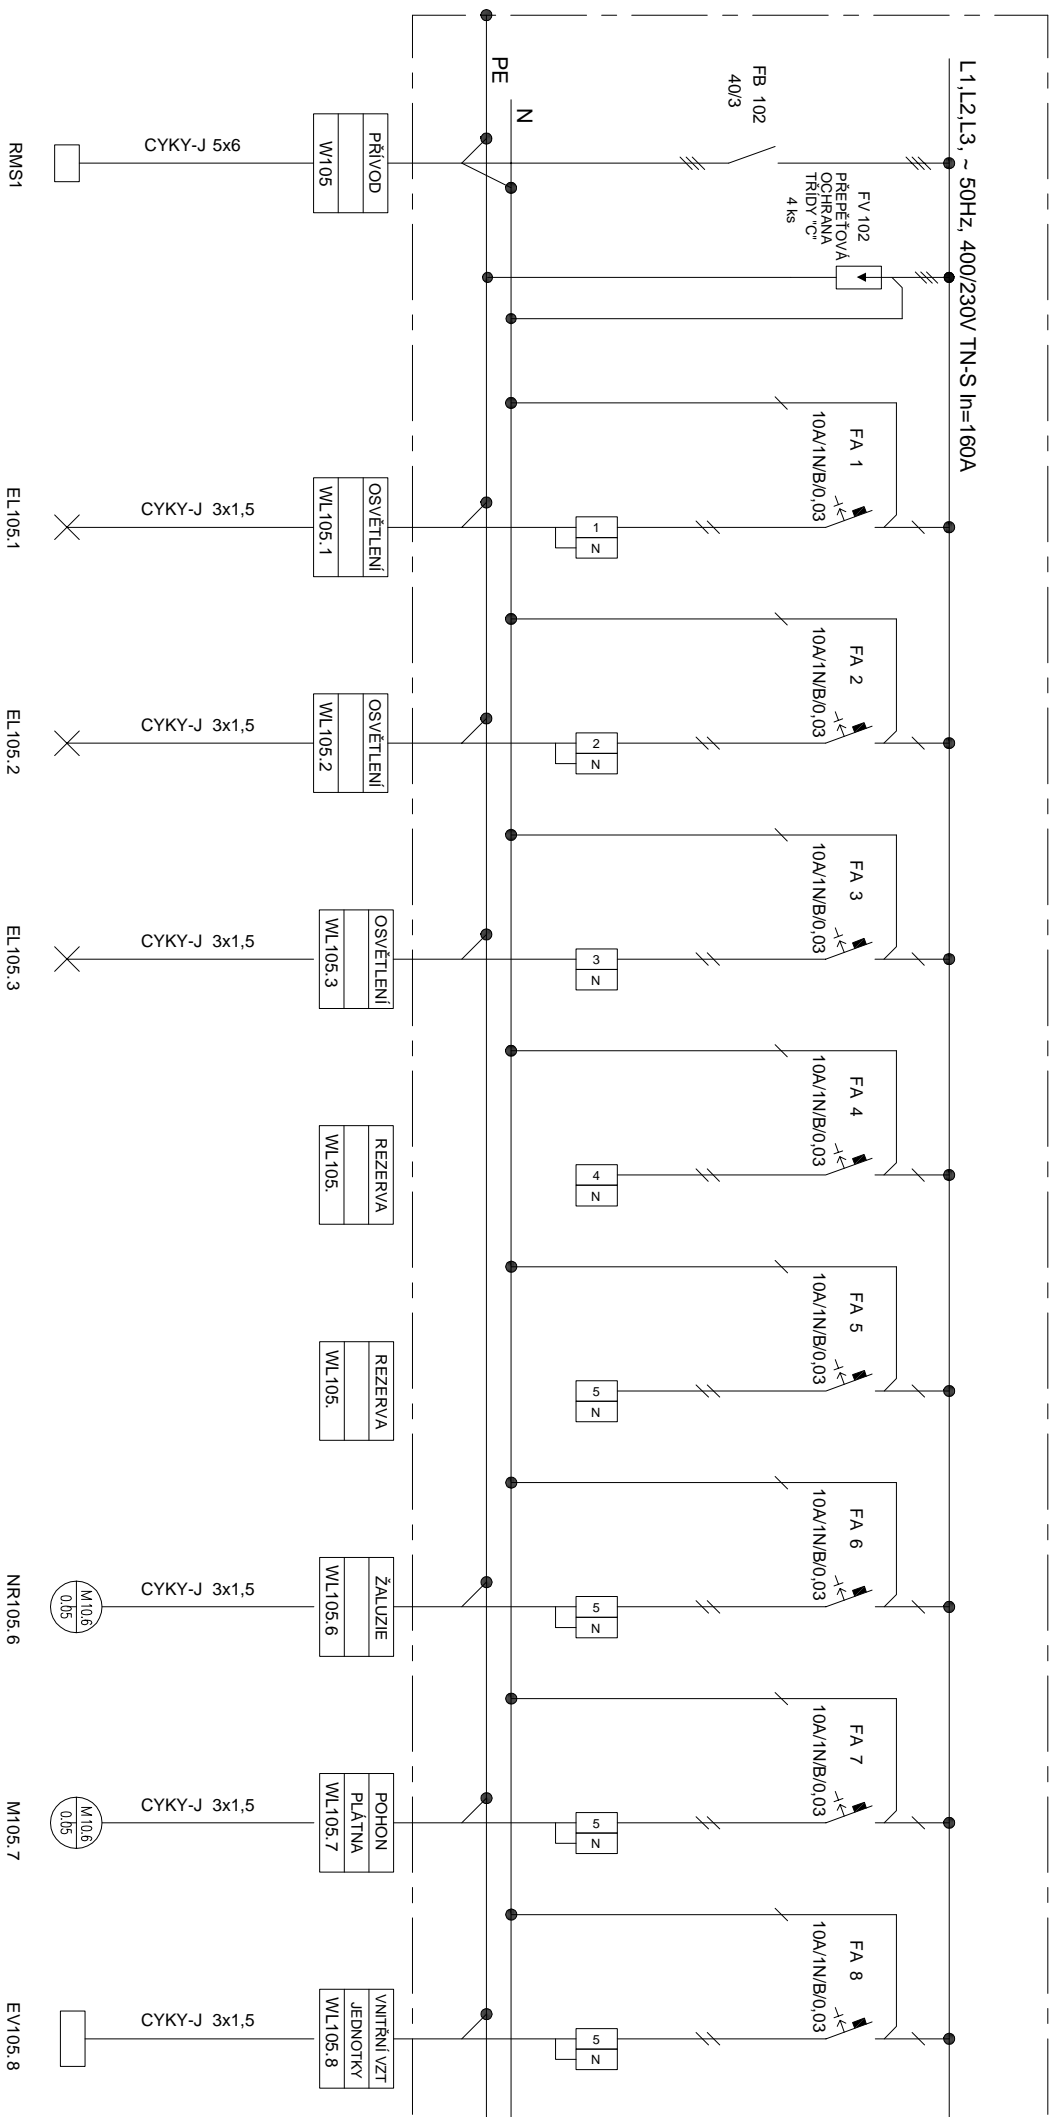 L1,L2,L3, ~ 50Hz, 400/230V TN-S In=160A
PE
N
FB 102
40/3
FV 102
PŘEPĚŤOVÁ
OCHRANA
TŘÍDY "C"
4 ks
PŘÍVOD
W105
CYKY-J 5x6
RMS1
FA 1
10A/1N/B/0,03
1
N
OSVĚTLENÍ
WL105.1
CYKY-J 3x1,5
EL105.1
FA 2
10A/1N/B/0,03
2
N
OSVĚTLENÍ
WL105.2
CYKY-J 3x1,5
EL105.2
FA 3
10A/1N/B/0,03
3
N
OSVĚTLENÍ
WL105.3
CYKY-J 3x1,5
EL105.3
FA 4
10A/1N/B/0,03
4
N
REZERVA
WL105.
FA 5
10A/1N/B/0,03
5
N
REZERVA
WL105.
FA 6
10A/1N/B/0,03
5
N
ŽALUZIE
WL105.6
CYKY-J 3x1,5
M10.6
0.05
NR105.6
FA 7
10A/1N/B/0,03
5
N
POHON
PLÁTNA
WL105.7
CYKY-J 3x1,5
M10.6
0.05
M105.7
FA 8
10A/1N/B/0,03
5
N
VNITŘNÍ VZT
JEDNOTKY
WL105.8
CYKY-J 3x1,5
EV105.8